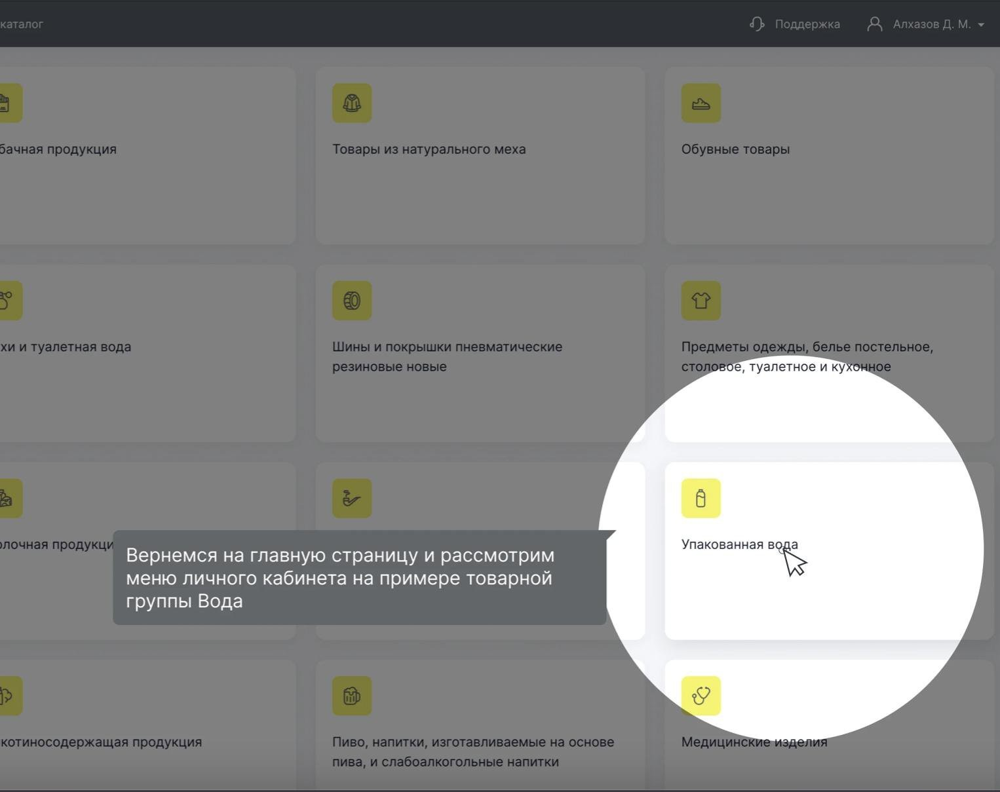 каталог
Поддержка
Алхазов Д. М.
бачная продукция
Товары из натурального меха
Обувные товары
хи и туалетная вода
Шины и покрышки пневматические
резиновые новые
Предметы одежды, белье постельное,
столовое, туалетное и кухонное
олочная продукци
Упакованная вода
Вернемся на главную страницу и рассмотрим
меню личного кабинета на примере товарной
группы Вода
котиносодержащая продукция
Пиво, напитки, изготавливаемые на основе
пива, и слабоалкогольные напитки
Медицинские изделия